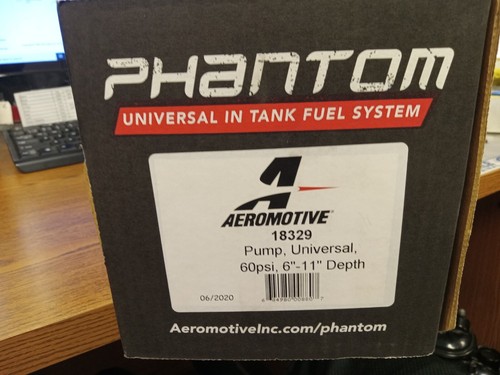 PHANTOM
UNIVERSAL IN TANK FUEL SYSTEM
AEROMOTIVE
18329
Pump, Universal,
60psi, 6"-11" Depth
06/2020
AeromotiveInc.com/phantom